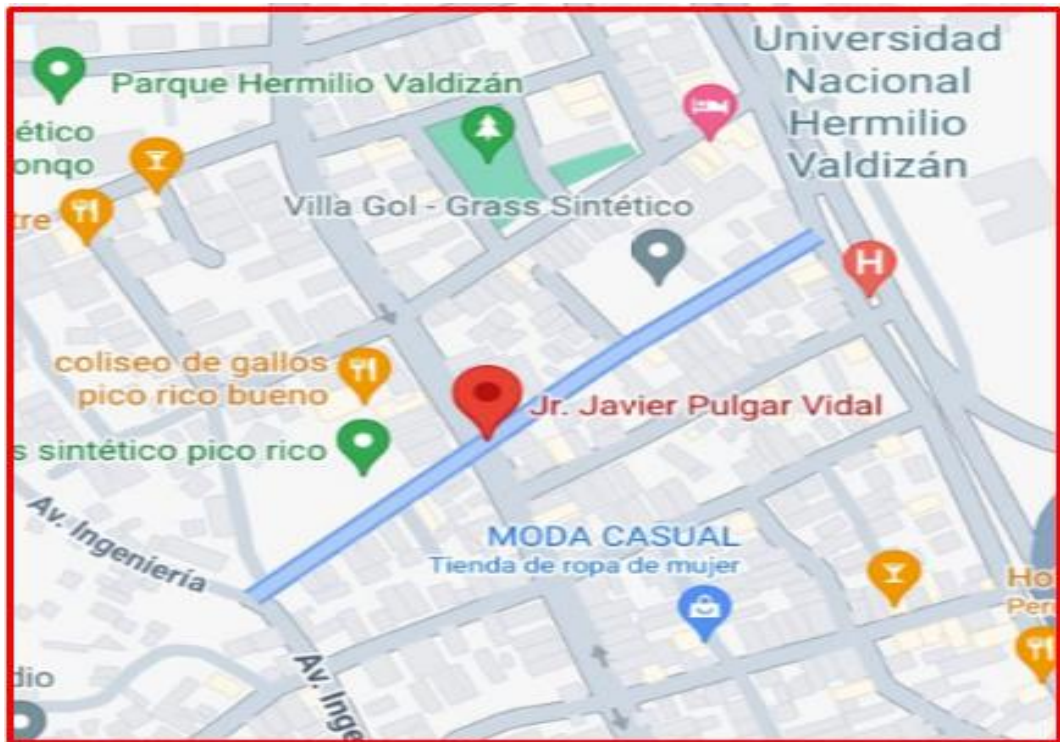 Universidad
Nacional
Hermilio
Valdizán
Parque Hermilio Valdizán
ético
ongo
tre
Villa Gol - Grass Sintético
H
coliseo de gallos
pico rico bueno
Jr. Javier Pulgar Vidal
s sintético pico rico
Av. Ingeniería
MODA CASUAL
Tienda de ropa de mujer
Ho
Per
Av. Inge
dio